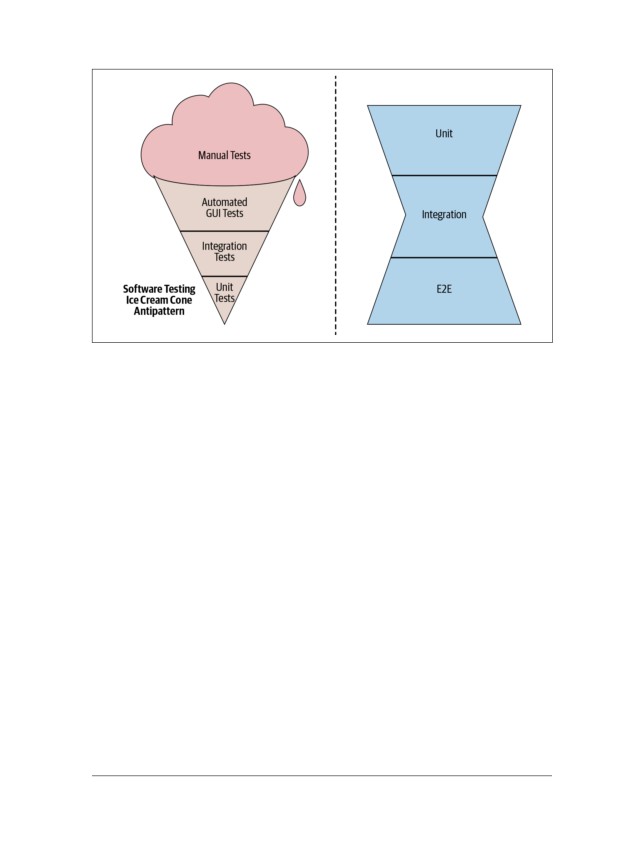 Manual Tests
Automated
GUI Tests
Integration
Tests
Unit
Tests
Software Testing
Ice Cream Cone
Antipattern
Unit
Integration
E2E